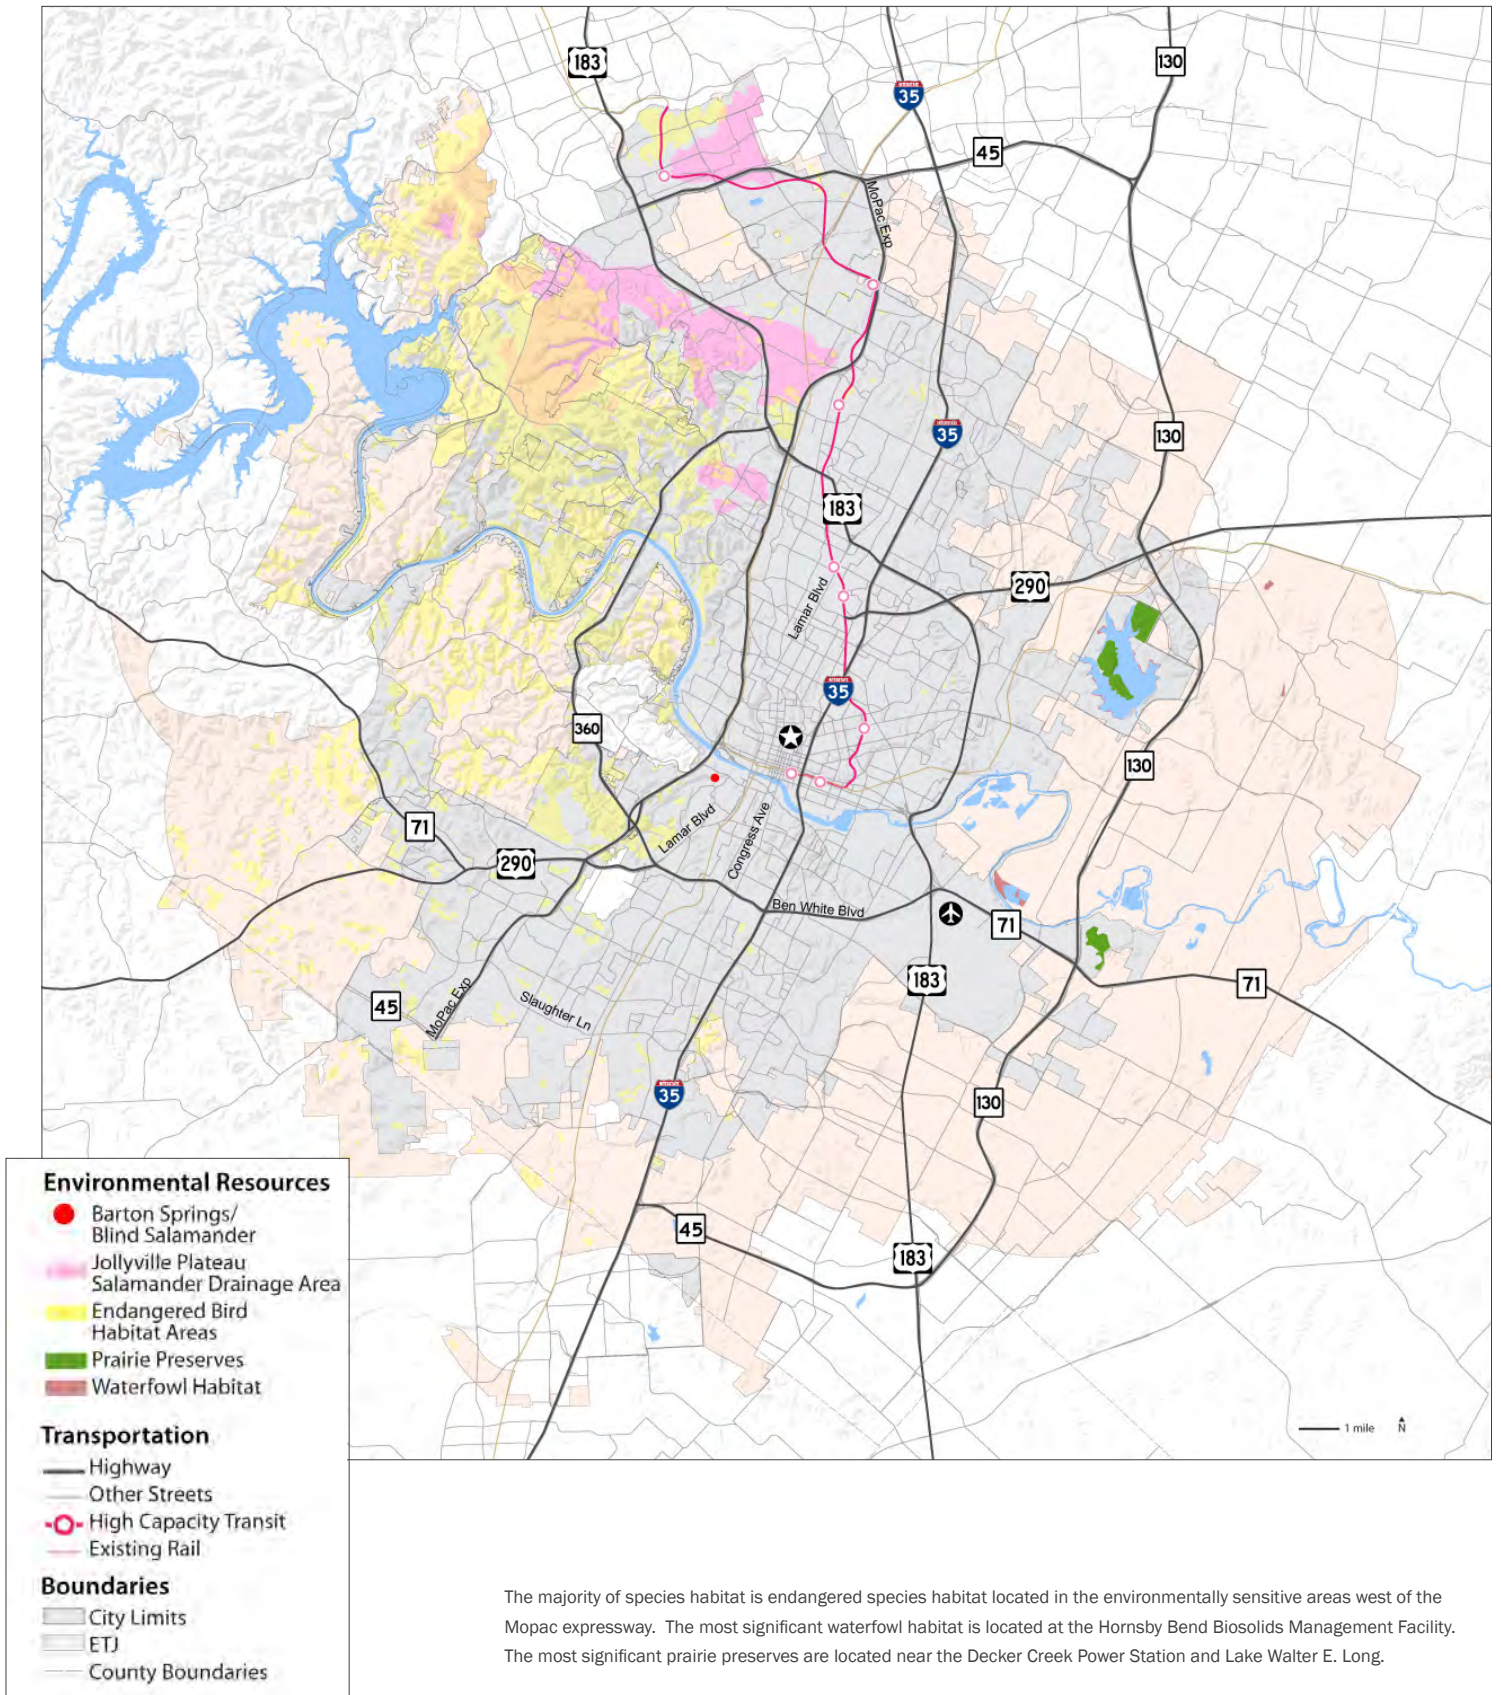 183
INTERSTATE
35
130
45
MoPac Exp
INTERSTATE
35
130
183
Lamar Blvd
290
INTERSTATE
35
360
130
71
290
Lamar Blvd
Congress Ave
Ben White Blvd
71
183
71
45
MoPac Exp
Slaughter Ln
INTERSTATE
35
130
45
183
1 mile
N
Environmental Resources
Barton Springs/
Blind Salamander
Jollyville Plateau
Salamander Drainage Area
Endangered Bird
Habitat Areas
Prairie Preserves
Waterfowl Habitat
Transportation
Highway
Other Streets
High Capacity Transit
Existing Rail
Boundaries
City Limits
ETJ
County Boundaries
The majority of species habitat is endangered species habitat located in the environmentally sensitive areas west of the
Mopac expressway. The most significant waterfowl habitat is located at the Hornsby Bend Biosolids Management Facility.
The most significant prairie preserves are located near the Decker Creek Power Station and Lake Walter E. Long.